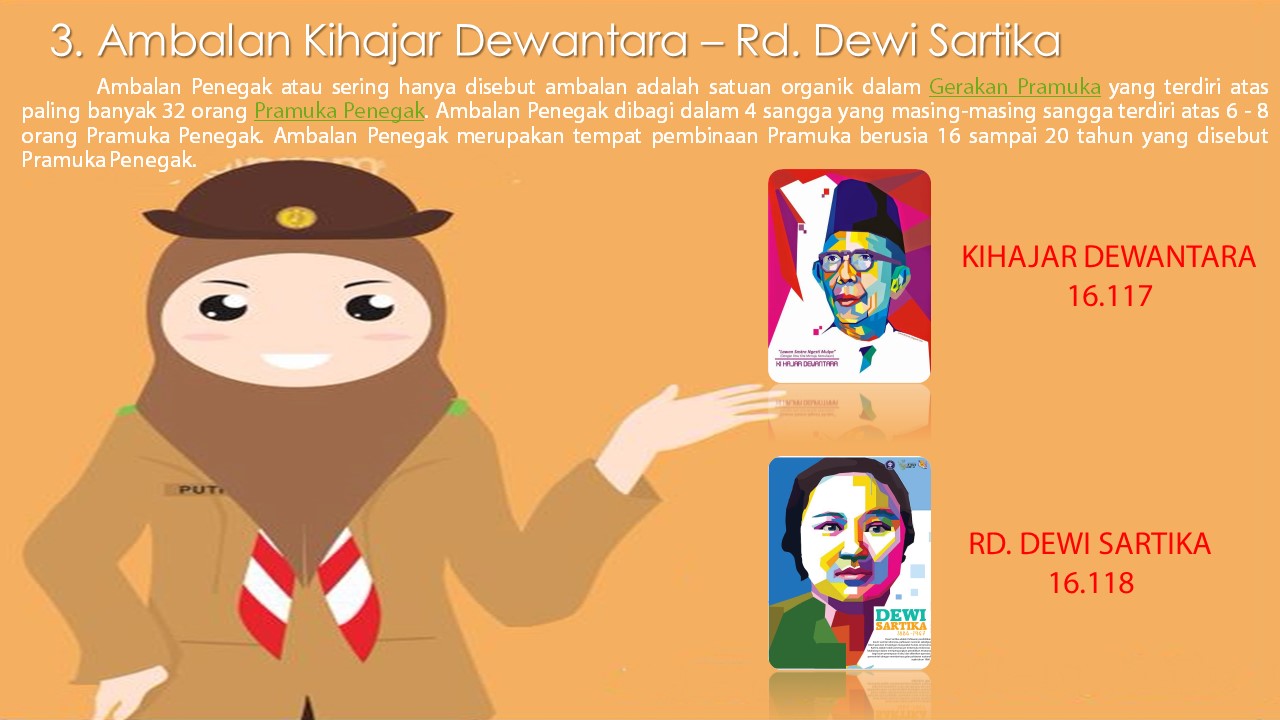 3. Ambalan Kihajar Dewantara – Rd. Dewi Sartika
Ambalan Penegak atau sering hanya disebut ambalan adalah satuan organik dalam Gerakan Pramuka yang terdiri atas
paling banyak 32 orang Pramuka Penegak. Ambalan Penegak dibagi dalam 4 sangga yang masing-masing sangga terdiri atas 6 - 8
orang Pramuka Penegak. Ambalan Penegak merupakan tempat pembinaan Pramuka berusia 16 sampai 20 tahun yang disebut
Pramuka Penegak.
KIHAJAR DEWANTARA
16.117
KI HAJAR DEWANTARA
PUTI
RD. DEWI SARTIKA
16.118
DEWI
SARTIKA